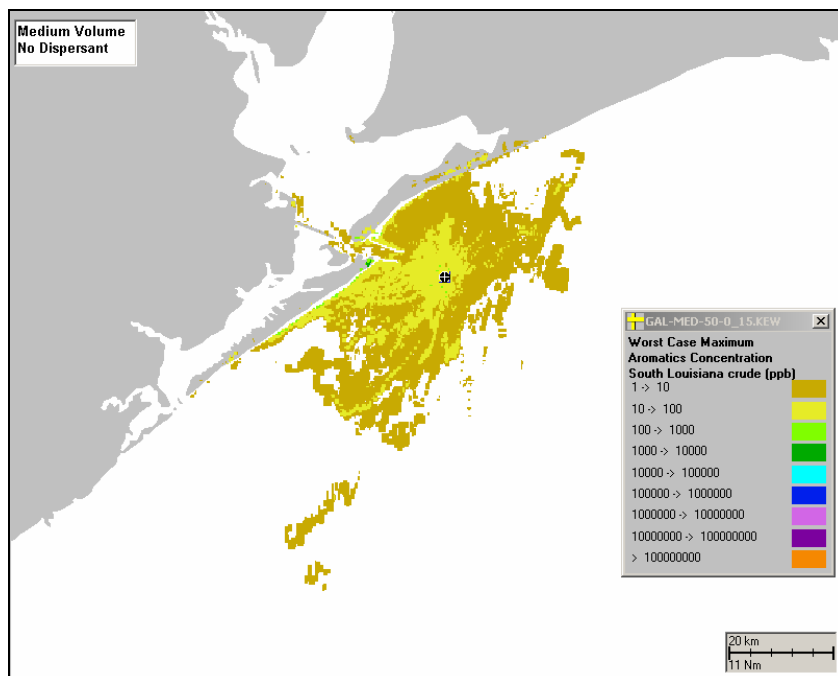 Medium Volume
No Dispersant
GAL-MED-50-0_15.KEW
Worst Case Maximum
Aromatics Concentration
South Louisiana crude (ppb)
1 -> 10
10 -> 100
100 -> 1000
1000 -> 10000
10000 -> 100000
100000 -> 1000000
1000000 -> 10000000
10000000 -> 100000000
> 100000000
20 km
11 Nm